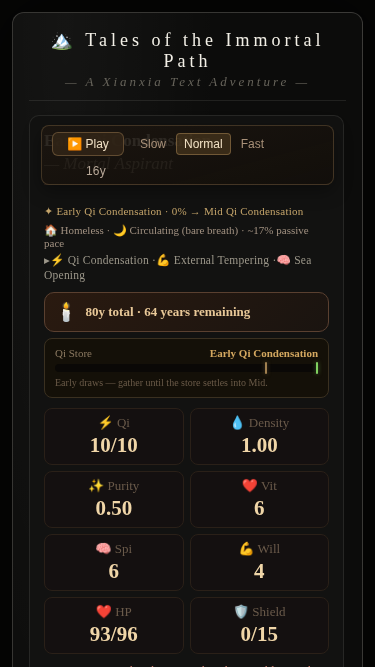 🏔️ Tales of the Immortal
Path
— A Xianxia Text Adventure —
▶️ Play Slow Normal Fast
16y
— Mortal Aspirant
✦ Early Qi Condensation · 0% → Mid Qi Condensation
🏠 Homeless · 🌙 Circulating (bare breath) · ~17% passive
pace
▸⚡ Qi Condensation ·💪 External Tempering ·🧠 Sea
Opening
🕯️ 80y total · 64 years remaining
Qi Store Early Qi Condensation
Early draws — gather until the store settles into Mid.
⚡ Qi 💧 Density
10/10 1.00
✨ Purity ❤️ Vit
0.50 6
🧠 Spi 💪 Will
6 4
❤️ HP 🛡️ Shield
93/96 0/15